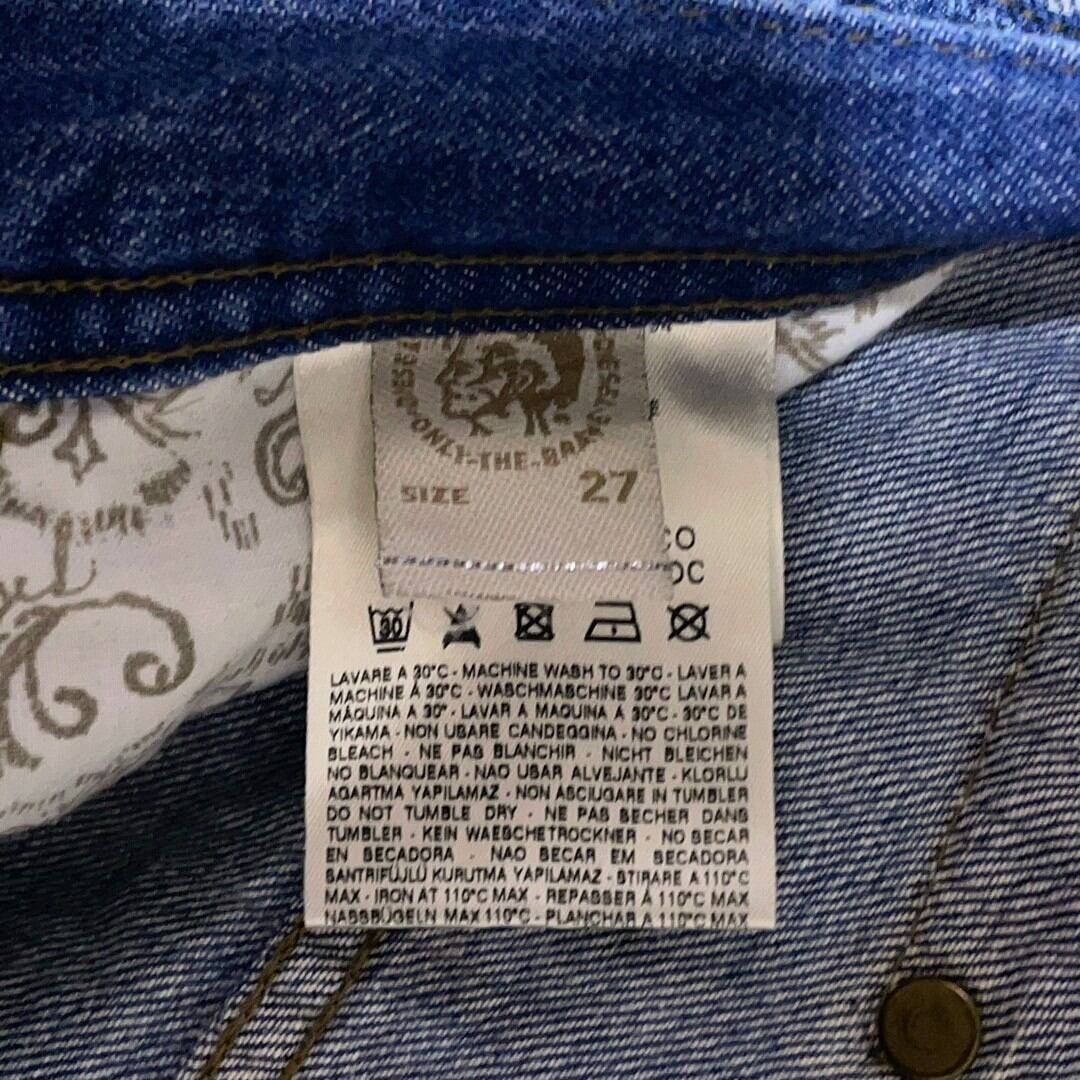 ONLY-THE-BRAVE
SIZE 27
CO
OC
30
LAVARE A 30°C - MACHINE WASH TO 30°C - LAVER A
MACHINE À 30°C - WASCHMASCHINE 30°C LAVAR A
MÁQUINA A 30° - LAVAR A MAQUINA A 30°C - 30°C DE
YIKAMA - NON USARE CANDEGGINA - NO CHLORINE
BLEACH - NE PAS BLANCHIR - NICHT BLEICHEN
NO BLANQUEAR - NAO USAR ALVEJANTE - KLORLU
AGARTMA YAPILAMAZ - NON ASCIUGARE IN TUMBLER
DO NOT TUMBLE DRY - NE PAS SECHER DANS
TUMBLER - KEIN WAESCHETROCKNER - NO SECAR
EN SECADORA - NAO SECAR EM SECADORA
SANTRIFÜJLÜ KURUTMA YAPILAMAZ - STIRARE A 110°C
MAX - IRON AT 110°C MAX - REPASSER À 110°C MAX
NASSBÜGELN MAX 110°C - PLANCHAR A 110°C MAX